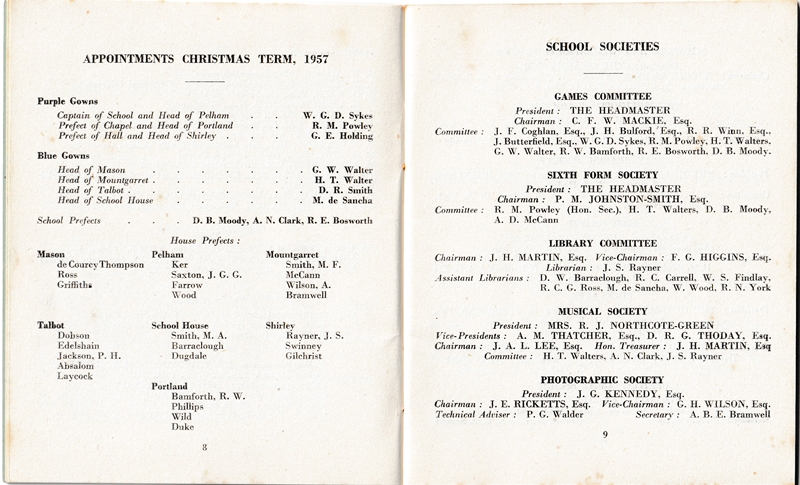 APPOINTMENTS CHRISTMAS TERM, 1957
Purple Gowns
Captain of School and Head of Pelham . . W. G. D. Sykes
Prefect of Chapel and Head of Portland . . R. M. Powley
Prefect of Hall and Head of Shirley . . . G. E. Holding
Blue Gowns
Head of Mason . . . . . . . G. W. Walter
Head of Mountgarret . . . . . . . H. T. Walter
Head of Talbot . . . . . . . D. R. Smith
Head of School House . . . . . . M. de Sancha
School Prefects . . D. B. Moody, A. N. Clark, R. E. Bosworth
House Prefects :
Mason
de Courcy Thompson
Ross
Griffiths
Pelham
Ker
Saxton, J. G. G.
Farrow
Wood
Mountgarret
Smith, M. F.
McCann
Wilson, A.
Bramwell
Talbot
Dobson
Edelshain
Jackson, P. H.
Absalom
Laycock
School House
Smith, M. A.
Barraclough
Dugdale
Shirley
Rayner, J. S.
Swinney
Gilchrist
Portland
Bamforth, R. W.
Phillips
Wild
Duke
8
SCHOOL SOCIETIES
GAMES COMMITTEE
President : THE HEADMASTER
Chairman : C. F. W. MACKIE, Esq.
Committee : J. F. Coghlan, Esq., J. H. Bulford, Esq., R. R. Winn, Esq.,
J. Butterfield, Esq., W. G. D. Sykes, R. M. Powley, H. T. Walters,
G. W. Walter, R. W. Bamforth, R. E. Bosworth, D. B. Moody.
SIXTH FORM SOCIETY
President : THE HEADMASTER
Chairman : P. M. JOHNSTON-SMITH, Esq.
Committee : R. M. Powley (Hon. Sec.), H. T. Walters, D. B. Moody,
A. D. McCann
LIBRARY COMMITTEE
Chairman : J. H. MARTIN, Esq. Vice-Chairman : F. G. HIGGINS, Esq.
Librarian : J. S. Rayner
Assistant Librarians : D. W. Barraclough, R. C. Carrell, W. S. Findlay,
R. C. G. Ross, M. de Sancha, W. Wood, R. N. York
MUSICAL SOCIETY
President : MRS. R. J. NORTHCOTE-GREEN
Vice-Presidents : A. M. THATCHER, Esq., D. R. G. THODAY, Esq.
Chairman : J. A. L. LEE, Esq. Hon. Treasurer : J. H. MARTIN, Esq
Committee : H. T. Walters, A. N. Clark, J. S. Rayner
PHOTOGRAPHIC SOCIETY
President : J. G. KENNEDY, Esq.
Chairman : J. E. RICKETTS, Esq. Vice-Chairman : G. H. WILSON, Esq.
Technical Adviser : P. G. Walder Secretary : A. B. E. Bramwell
9